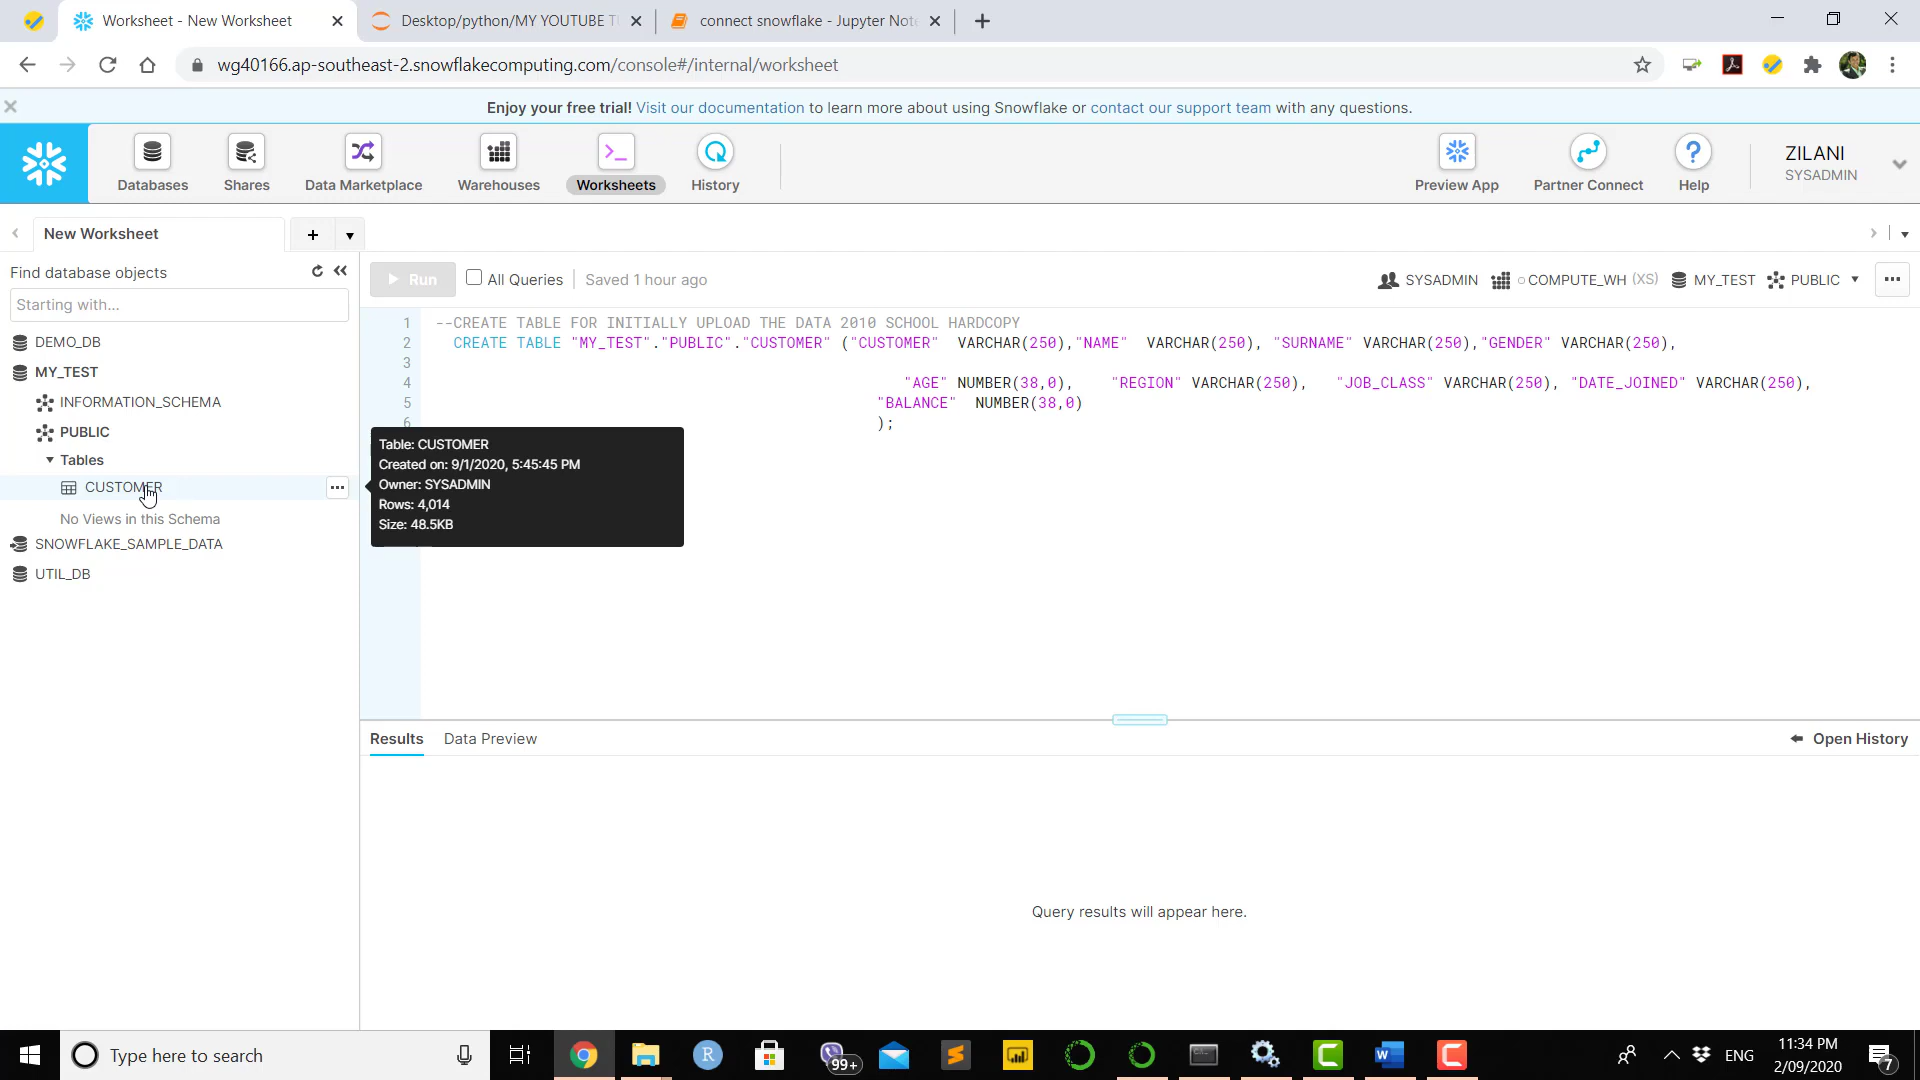 Worksheet - New Worksheet
Desktop/python/MY YOUTUBE T
connect snowflake - Jupyter Note
wg40166.ap-southeast-2.snowflakecomputing.com/console#/internal/worksheet
Enjoy your free trial! Visit our documentation to learn more about using Snowflake or contact our support team with any questions.
Databases
Shares
Data Marketplace
Warehouses
Worksheets
History
Preview App
Partner Connect
Help
ZILANI
SYSADMIN
New Worksheet
Find database objects
Starting with...
DEMO_DB
MY_TEST
INFORMATION_SCHEMA
PUBLIC
Tables
CUSTOMER
No Views in this Schema
SNOWFLAKE_SAMPLE_DATA
UTIL_DB
Run
All Queries
Saved 1 hour ago
SYSADMIN
COMPUTE_WH (XS)
MY_TEST
PUBLIC
1 --CREATE TABLE FOR INITIALLY UPLOAD THE DATA 2010 SCHOOL HARDCOPY
2 CREATE TABLE "MY_TEST"."PUBLIC"."CUSTOMER" ("CUSTOMER" VARCHAR(250),"NAME" VARCHAR(250), "SURNAME" VARCHAR(250),"GENDER" VARCHAR(250),
3
4 "AGE" NUMBER(38,0), "REGION" VARCHAR(250), "JOB_CLASS" VARCHAR(250), "DATE_JOINED" VARCHAR(250),
5 "BALANCE" NUMBER(38,0)
6 );
Table: CUSTOMER
Created on: 9/1/2020, 5:45:45 PM
Owner: SYSADMIN
Rows: 4,014
Size: 48.5KB
Results
Data Preview
Open History
Query results will appear here.
Type here to search
99+
ENG
11:34 PM
2/09/2020
7